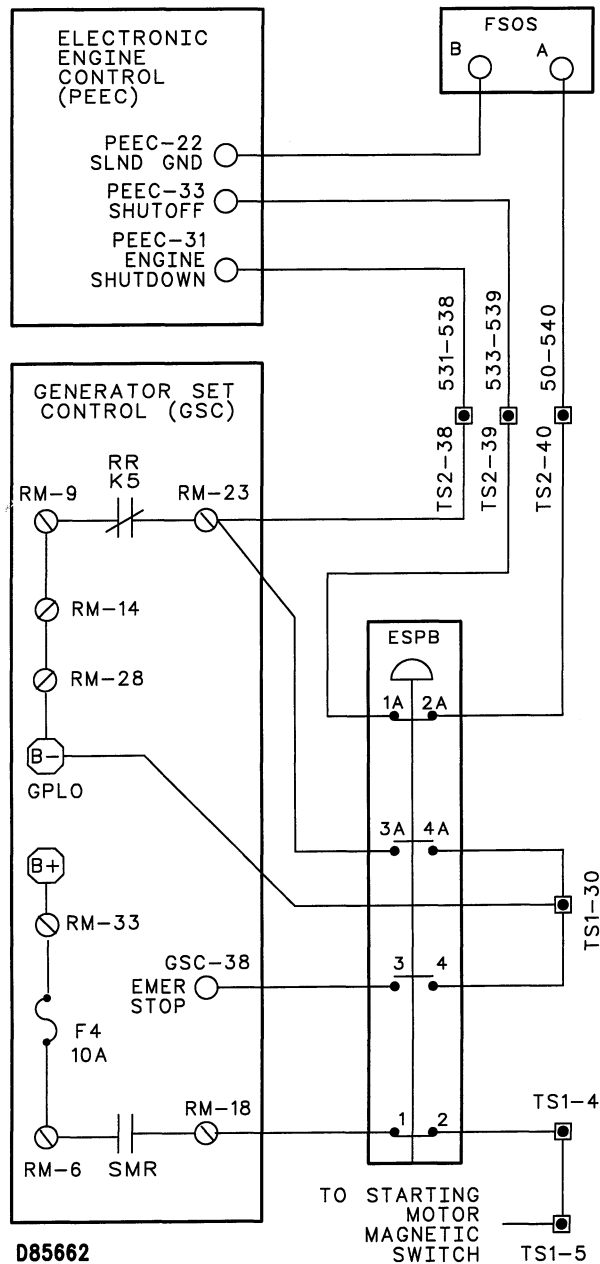 ELECTRONIC
ENGINE
CONTROL
(PEEC)
FSOS
B
A
PEEC-22
SLND GND
PEEC-33
SHUTOFF
PEEC-31
ENGINE
SHUTDOWN
531-538
533-539
50-540
TS2-38
TS2-39
TS2-40
GENERATOR SET
CONTROL (GSC)
RR
K5
RM-9
RM-23
RM-14
RM-28
B-
GPLO
ESPB
1A
2A
3A
4A
B+
RM-33
TS1-30
GSC-38
EMER
STOP
3
4
F4
10A
RM-18
1
2
TS1-4
RM-6
SMR
TO STARTING
MOTOR
MAGNETIC
SWITCH
TS1-5
D85662